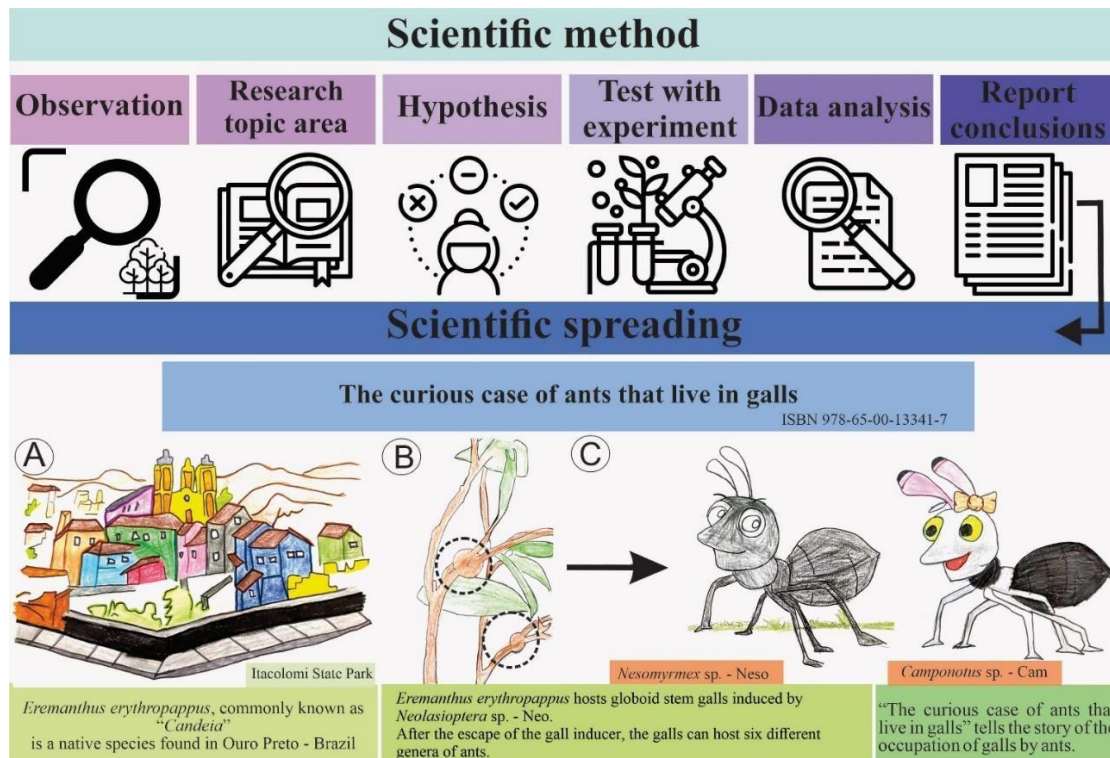 Scientific method
Observation
Research
topic area
Hypothesis
Test with
experiment
Data analysis
Report
conclusions
Scientific spreading
The curious case of ants that live in galls
ISBN 978-65-00-13341-7
A
B
C
Itacolomi State Park
Nesomyrmex sp. - Neso
Camponotus sp. - Cam
Eremanthus erythropappus, commonly known as
“Candeia”
is a native species found in Ouro Preto - Brazil
Eremanthus erythropappus hosts globoid stem galls induced by
Neolasioptera sp. - Neo.
After the escape of the gall inducer, the galls can host six different
genera of ants.
“The curious case of ants that
live in galls” tells the story of the
occupation of galls by ants.